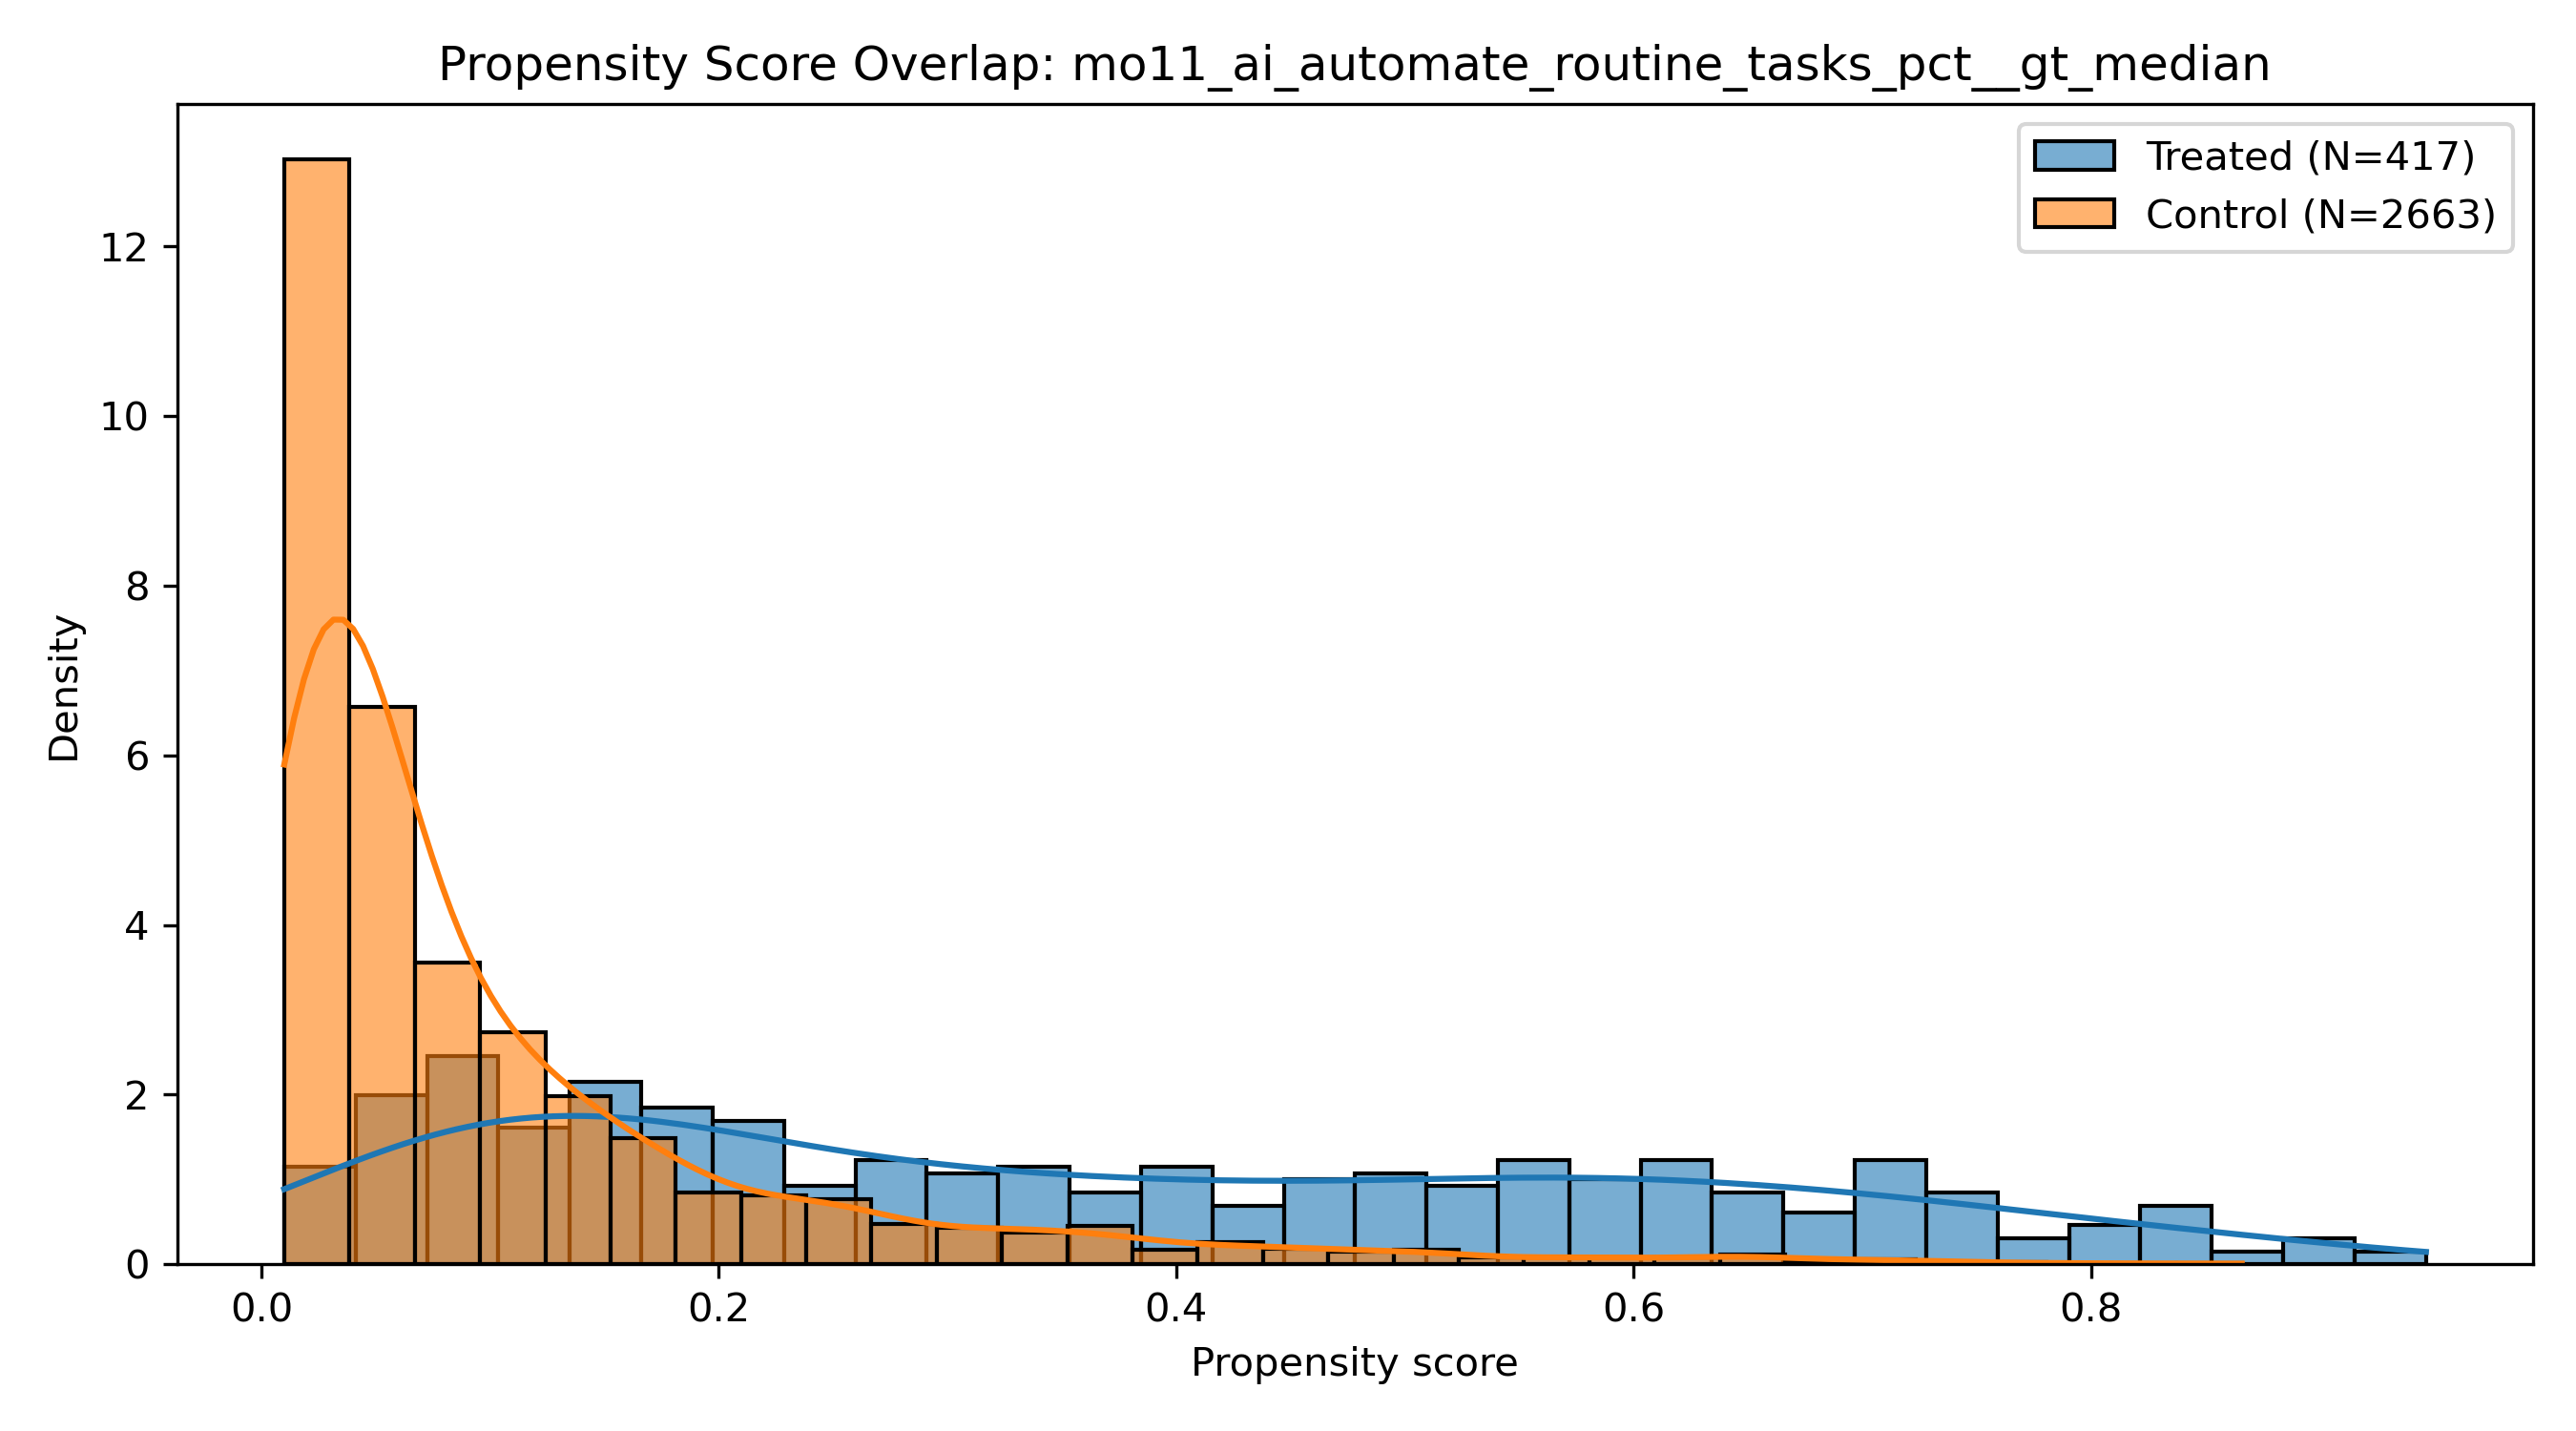 Propensity Score Overlap: mo11_ai_automate_routine_tasks_pct__gt_median
Treated (N=417)
Control (N=2663)
Density
12
10
8
6
4
2
0
0.0 0.2 0.4 0.6 0.8
Propensity score